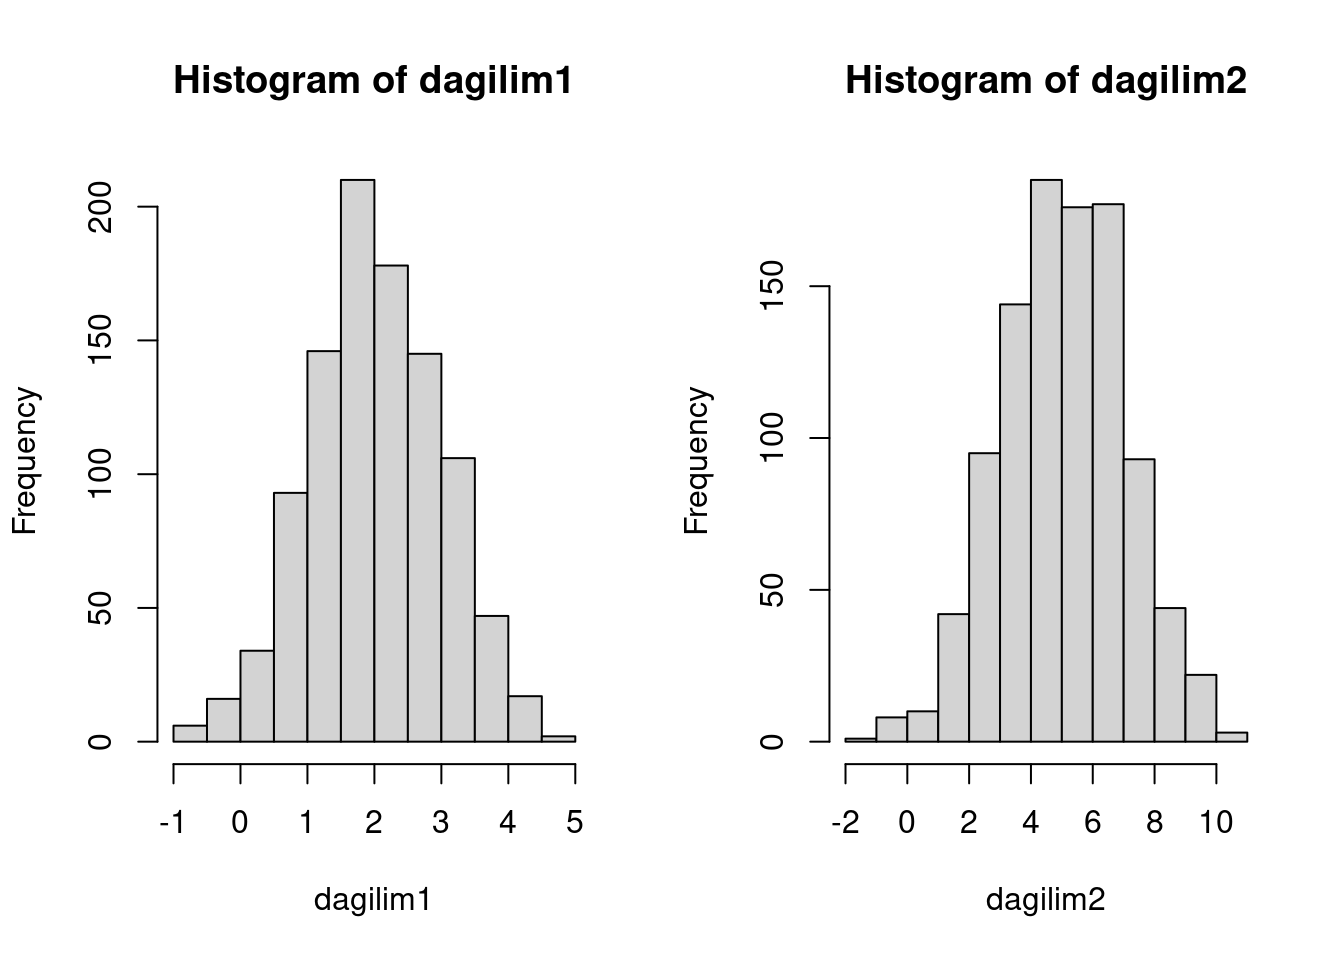 Histogram of dagilim1
Frequency
0 50 100 150 200
-1 0 1 2 3 4 5
dagilim1
Histogram of dagilim2
Frequency
0 50 100 150
-2 0 2 4 6 8 10
dagilim2